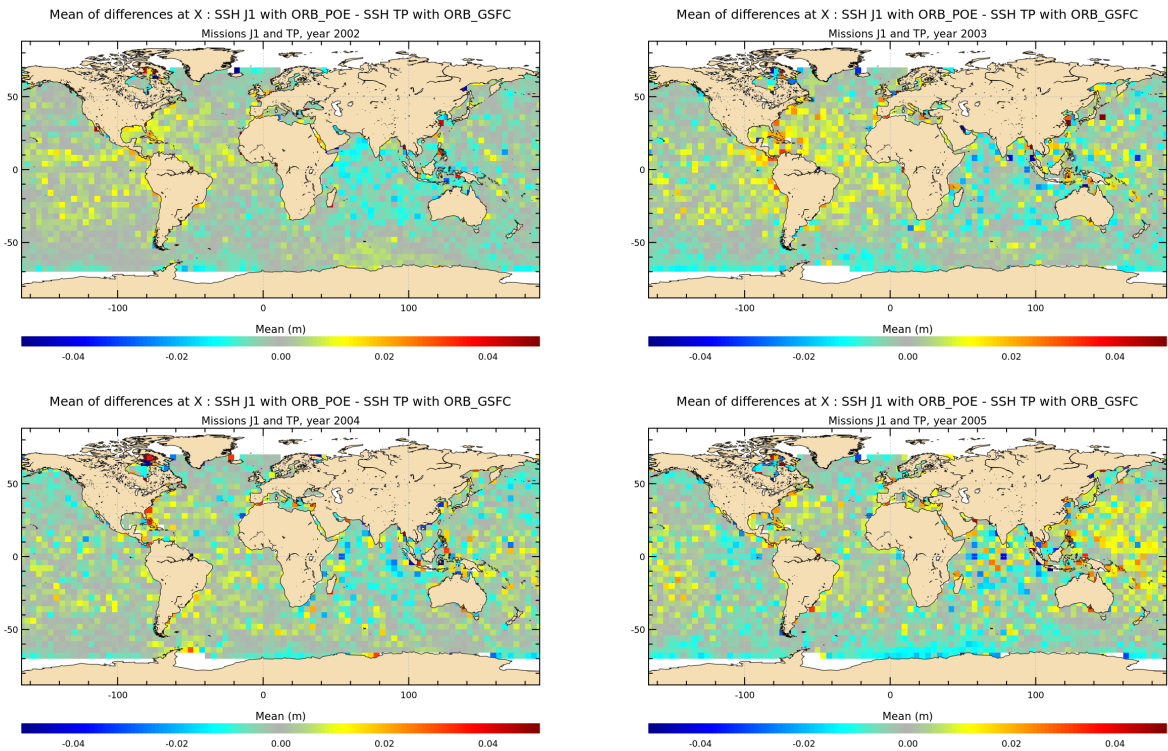 Mean of differences at X : SSH J1 with ORB_POE - SSH TP with ORB_GSFC
Missions J1 and TP, year 2002
50
0
-50
-100 0 100
Mean (m)
-0.04 -0.02 0.00 0.02 0.04
Mean of differences at X : SSH J1 with ORB_POE - SSH TP with ORB_GSFC
Missions J1 and TP, year 2003
50
0
-50
-100 0 100
Mean (m)
-0.04 -0.02 0.00 0.02 0.04
Mean of differences at X : SSH J1 with ORB_POE - SSH TP with ORB_GSFC
Missions J1 and TP, year 2004
50
0
-50
-100 0 100
Mean (m)
-0.04 -0.02 0.00 0.02 0.04
Mean of differences at X : SSH J1 with ORB_POE - SSH TP with ORB_GSFC
Missions J1 and TP, year 2005
50
0
-50
-100 0 100
Mean (m)
-0.04 -0.02 0.00 0.02 0.04